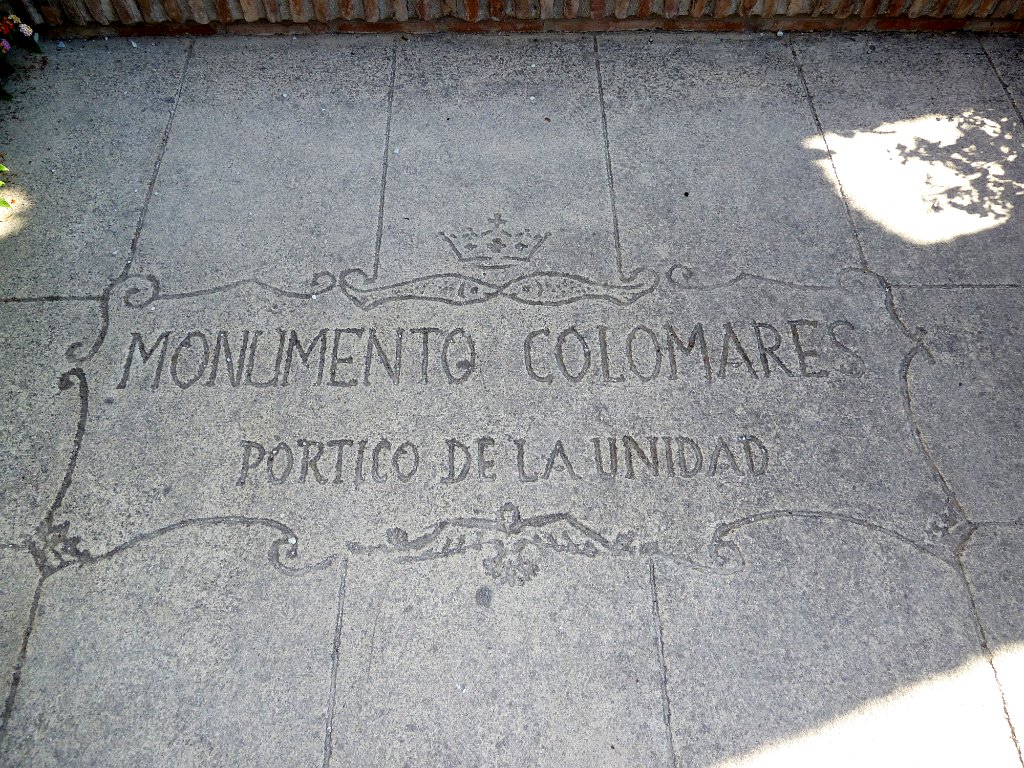 MONUMENTO COLOMARES
PORTICO DE LA UNIDAD